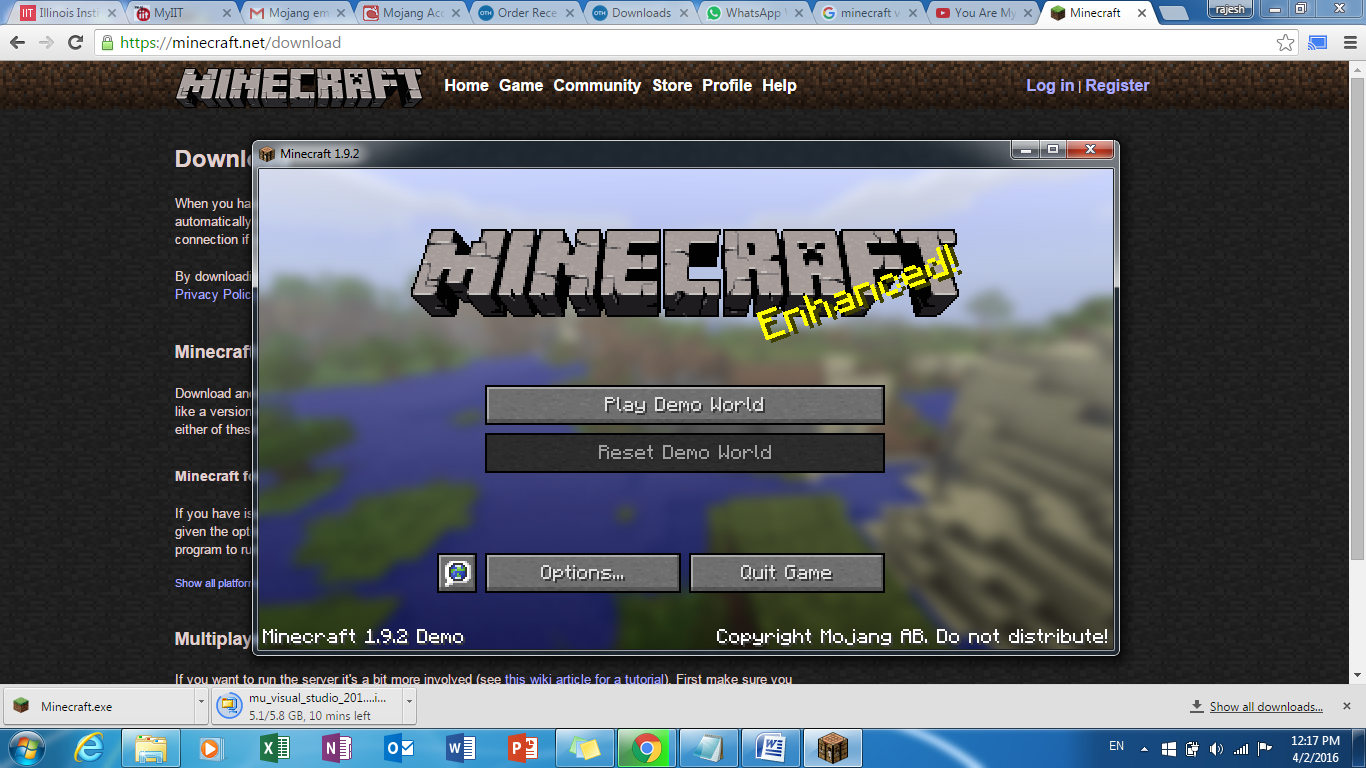 Illinois Insti
MyIIT
Mojang em
Mojang Acc
Order Rece
Downloads
WhatsApp
minecraft v
You Are My
Minecraft
rajesh
https://minecraft.net/download
MINECRAFT
Home Game Community Store Profile Help
Log in | Register
Downl
Minecraft 1.9.2
When you ha
automatically
connection if
By downloadi
Privacy Polic
MINECRAFT
Enhanced!
Minecraft
Download and
like a version
either of thes
Play Demo World
Reset Demo World
Minecraft fo
If you have is
given the opt
program to ru
Show all platform
Options...
Quit Game
Minecraft 1.9.2 Demo
Copyright Mojang AB. Do not distribute!
Multiplay
If you want to run the server it's a bit more involved (see this wiki article for a tutorial). First make sure you
Minecraft.exe
mu_visual_studio_201....i...
5.1/5.8 GB, 10 mins left
Show all downloads...
EN
12:17 PM
4/2/2016